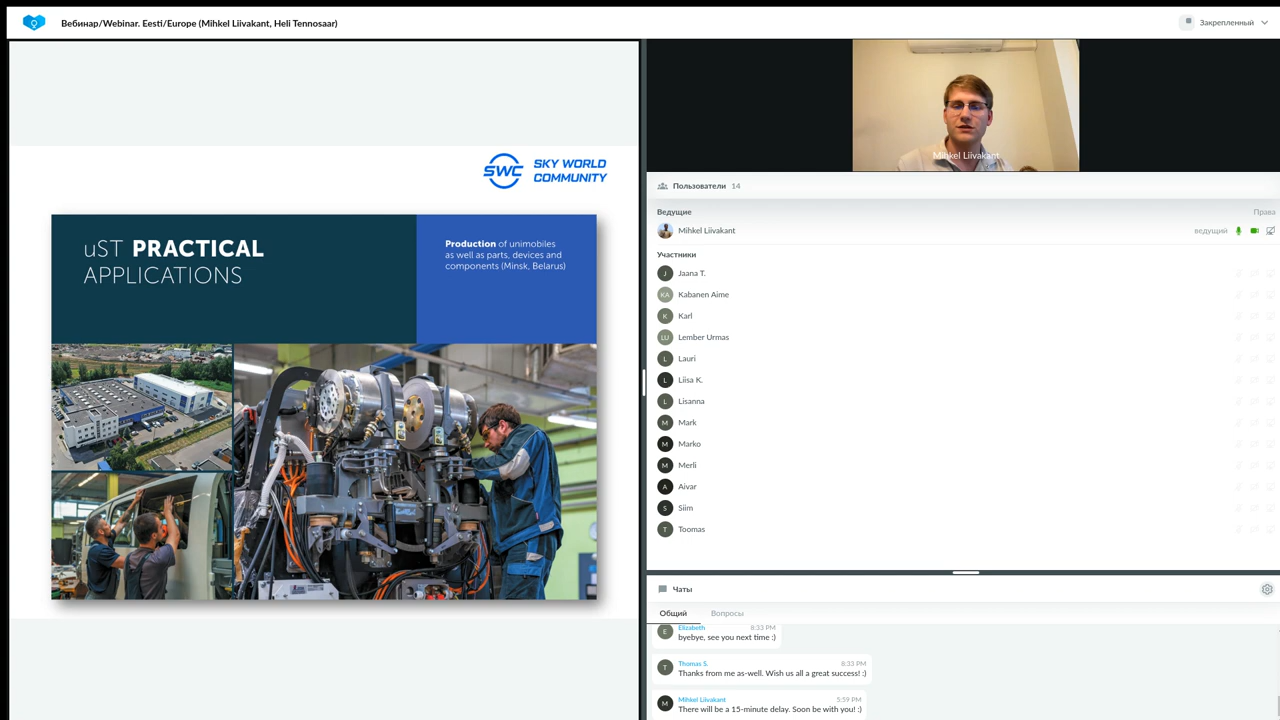 Вебинар/Webinar. Eesti/Europe (Mihkel Liivakant, Heli Tennosaar)
Закрепленный
SWC SKY WORLD
COMMUNITY
uST PRACTICAL
APPLICATIONS
Production of unimobiles
as well as parts, devices and
components (Minsk, Belarus)
Mihkel Liivakant
Пользователи 14
Ведущие Права
Mihkel Liivakant ведущий
Участники
J Jaana T.
KA Kabanen Aime
K Karl
LU Lember Urmas
L Lauri
L Liisa K.
L Lisanna
M Mark
M Marko
M Merli
A Aivar
S Siim
T Toomas
Чаты
Общий Вопросы
Elizabeth 8:33 PM
E byebye, see you next time :)
Thomas S. 8:33 PM
T Thanks from me as-well. Wish us all a great success! :)
Mihkel Liivakant 5:59 PM
M There will be a 15-minute delay. Soon be with you! :)